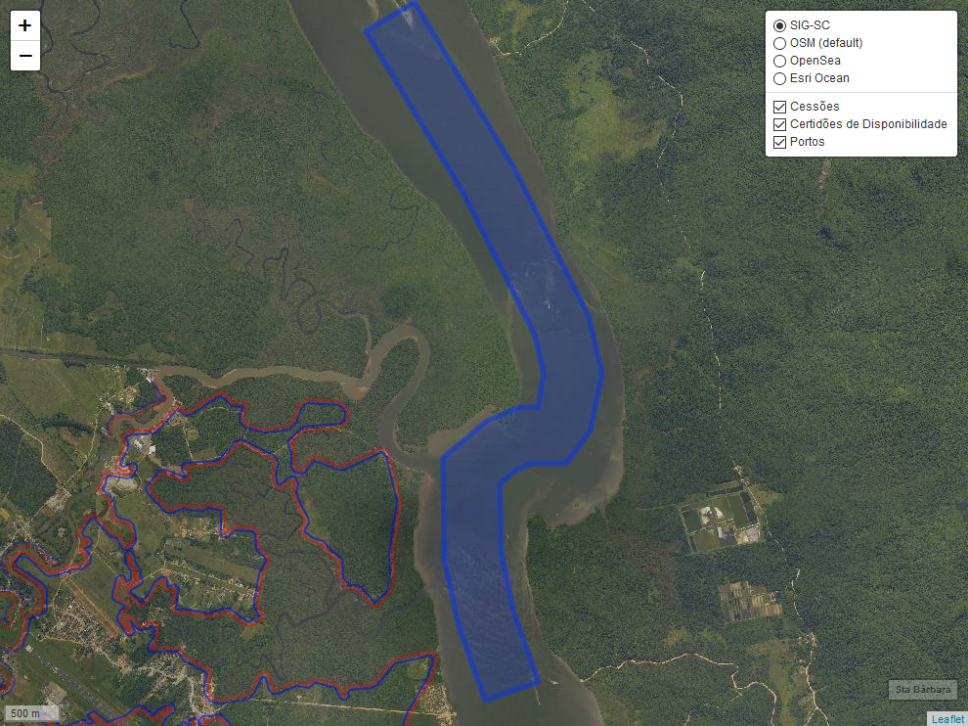 +
SIG-SC
OSM (default)
OpenSea
−
Esri Ocean
Cessões
Certidões de Disponibilidade
Portos
Sta Bárbara
500 m
Leaflet